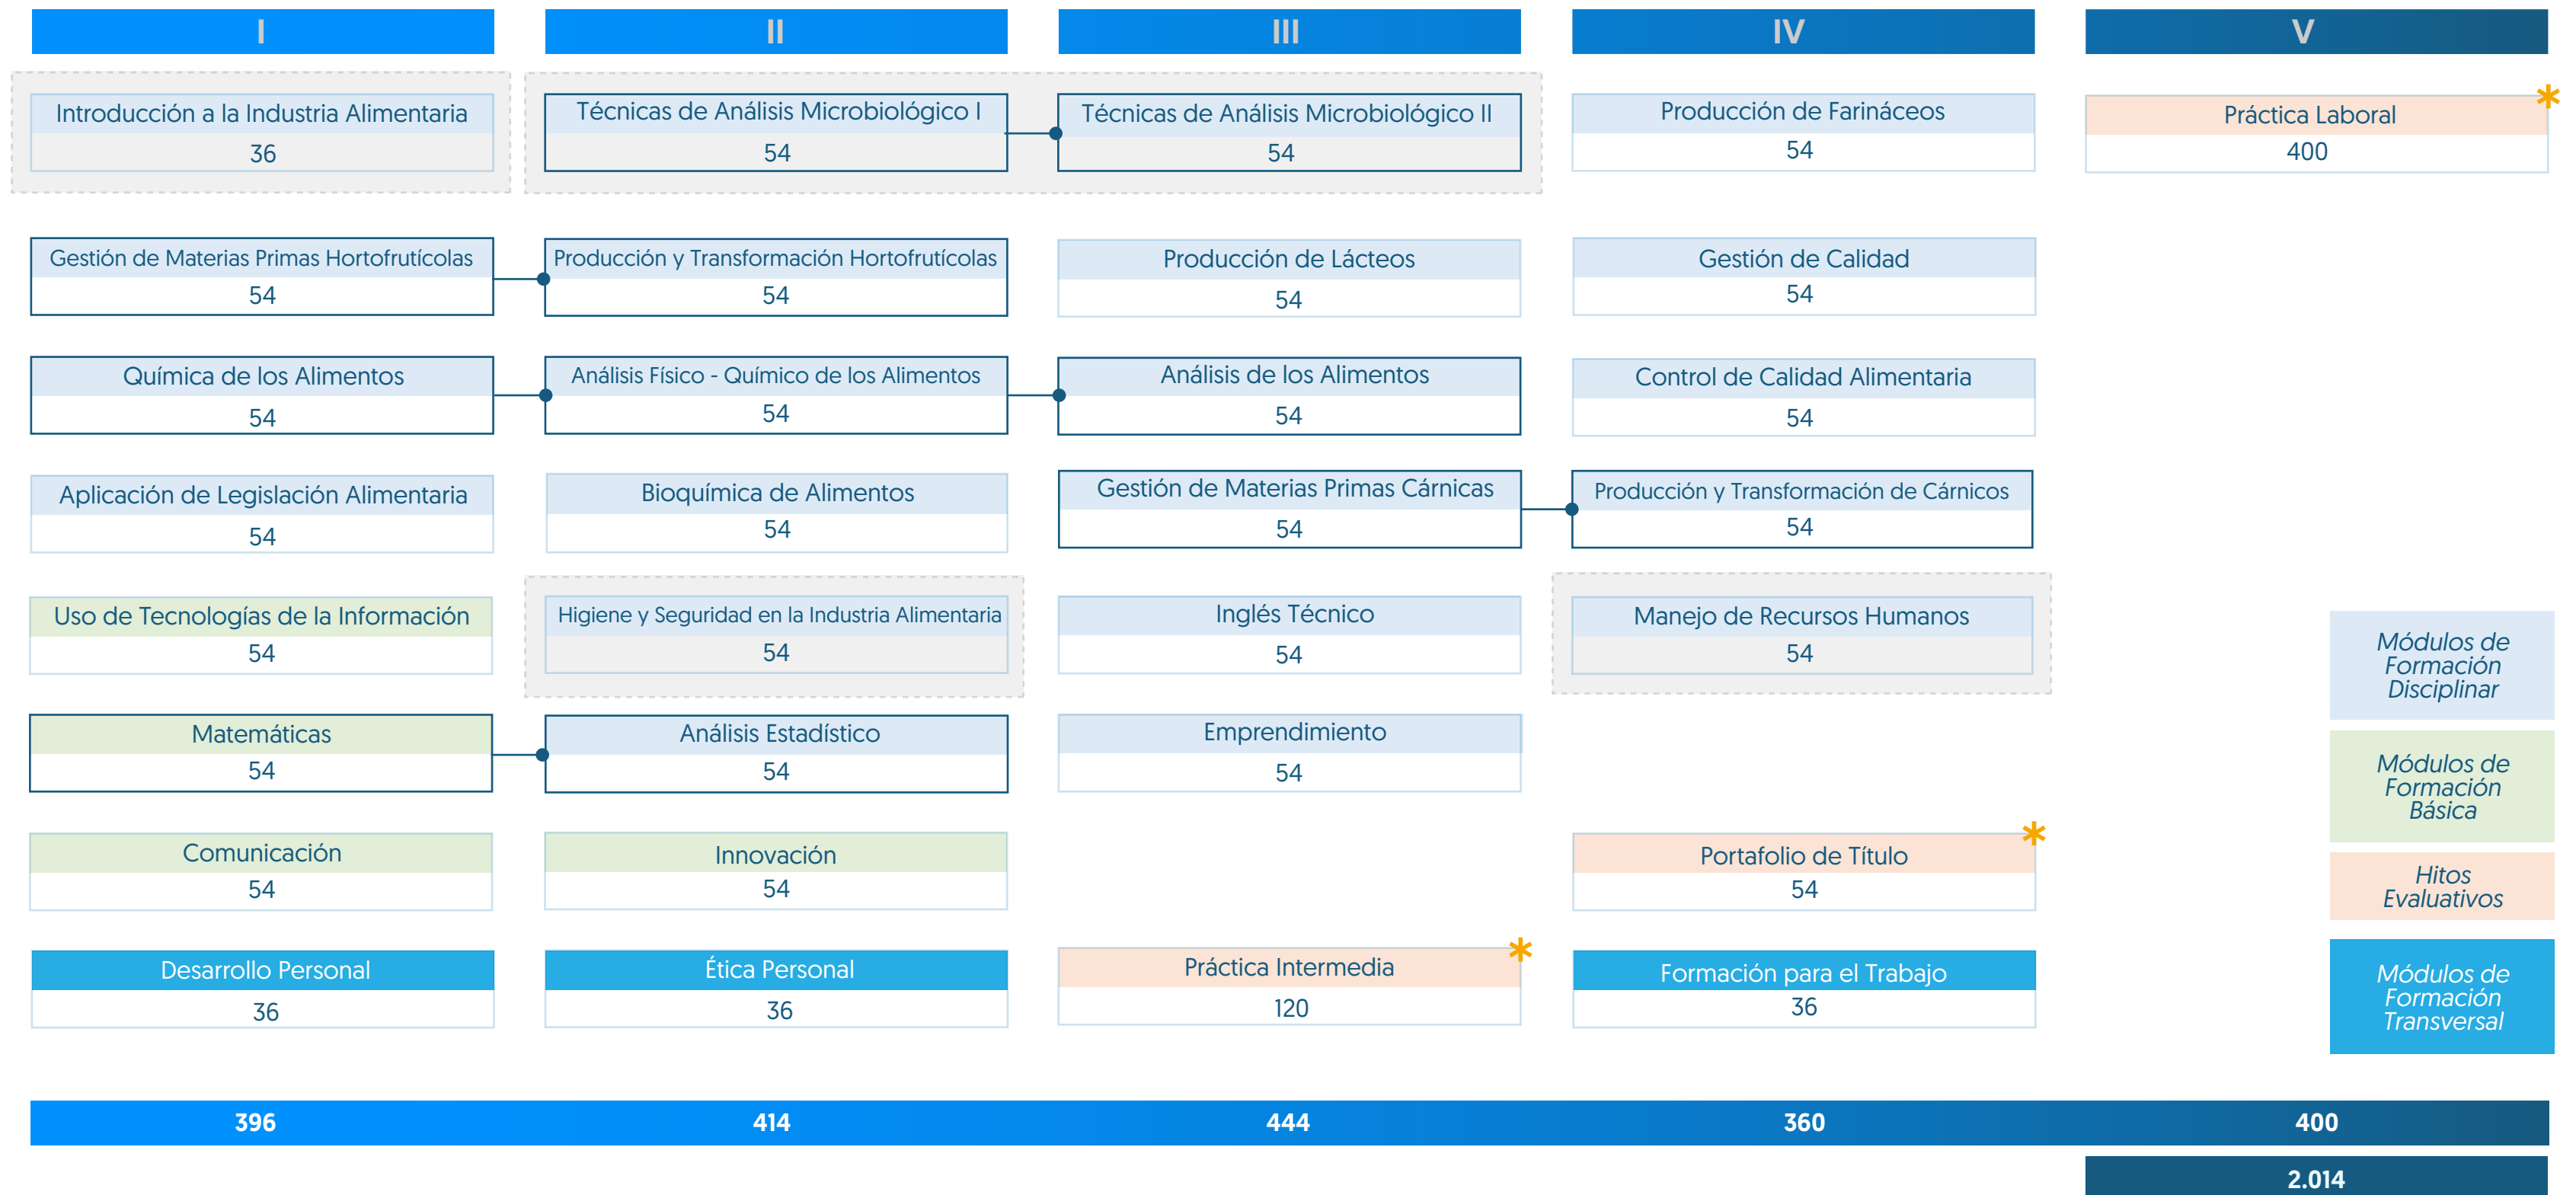 I
II
III
IV
V
Introducción a la Industria Alimentaria
36
Técnicas de Análisis Microbiológico I
54
Técnicas de Análisis Microbiológico II
54
Producción de Farináceos
54
Práctica Laboral
*
400
Gestión de Materias Primas Hortofrutícolas
54
Producción y Transformación Hortofrutícolas
54
Producción de Lácteos
54
Gestión de Calidad
54
Química de los Alimentos
54
Análisis Físico - Químico de los Alimentos
54
Análisis de los Alimentos
54
Control de Calidad Alimentaria
54
Aplicación de Legislación Alimentaria
54
Bioquímica de Alimentos
54
Gestión de Materias Primas Cárnicas
54
Producción y Transformación de Cárnicos
54
Uso de Tecnologías de la Información
54
Higiene y Seguridad en la Industria Alimentaria
54
Inglés Técnico
54
Manejo de Recursos Humanos
54
Matemáticas
54
Análisis Estadístico
54
Emprendimiento
54
Comunicación
54
Innovación
54
Portafolio de Título
*
54
Desarrollo Personal
36
Ética Personal
36
Práctica Intermedia
*
120
Formación para el Trabajo
36
Módulos de
Formación
Disciplinar
Módulos de
Formación
Básica
Hitos
Evaluativos
Módulos de
Formación
Transversal
396
414
444
360
400
2.014